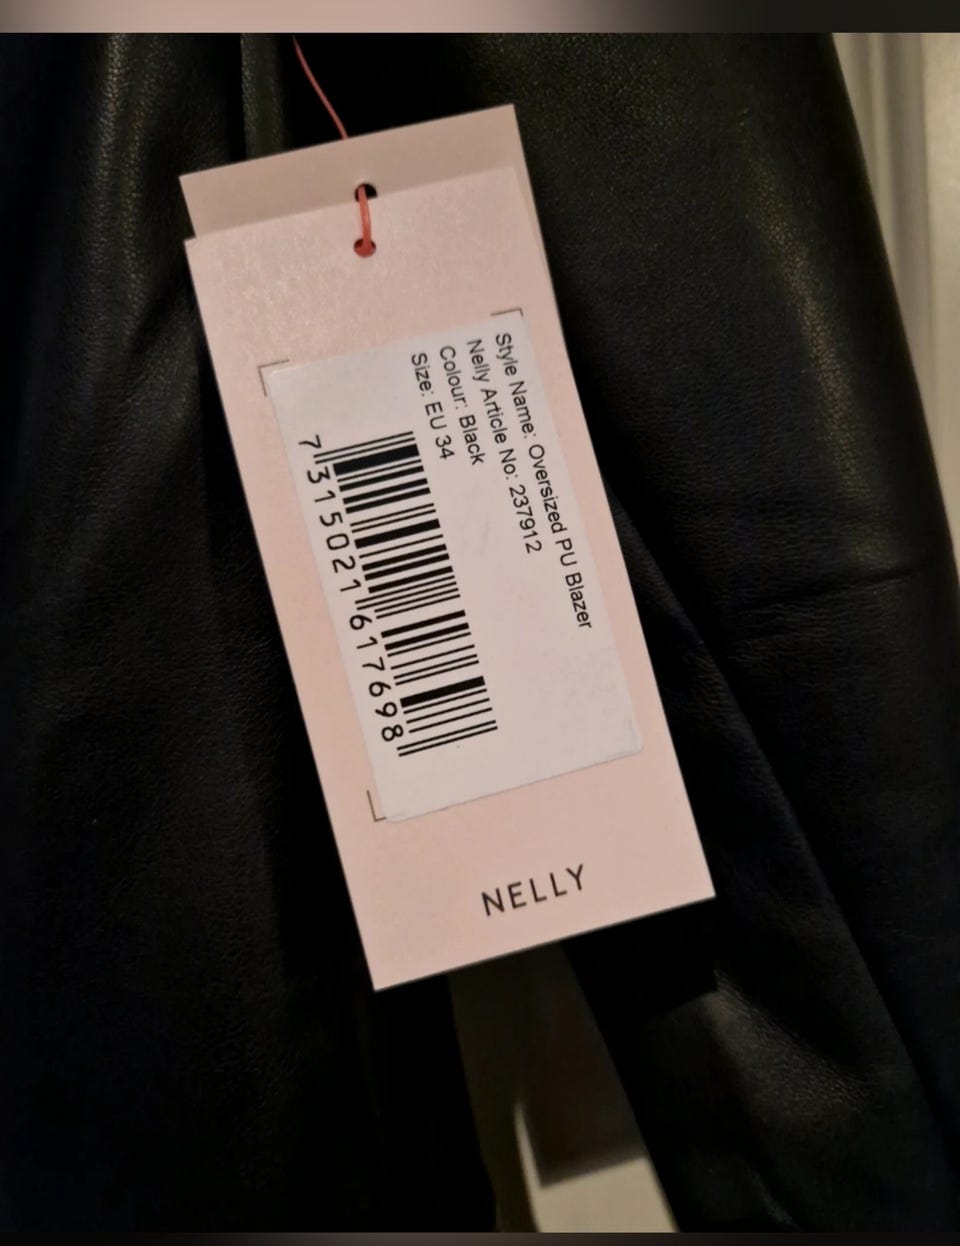 Style Name: Oversized PU Blazer
Nelly Article No: 237912
Colour: Black
Size: EU 34
7 315021 617698
NELLY